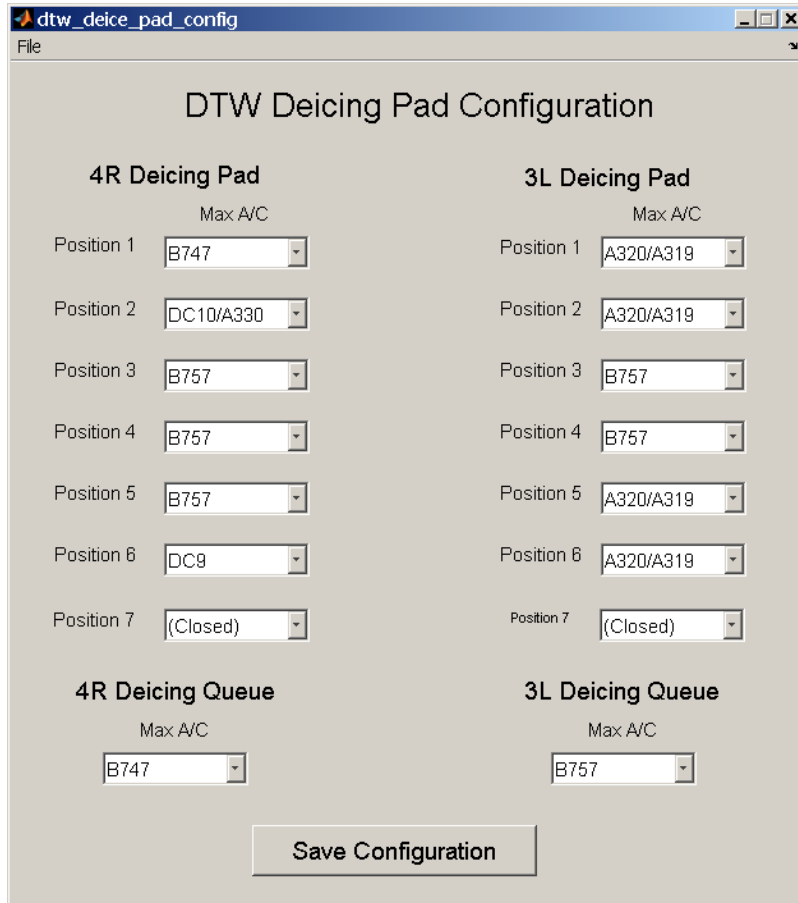 dtw_deice_pad_config
File
DTW Deicing Pad Configuration
4R Deicing Pad
Max A/C
Position 1 B747
Position 2 DC10/A330
Position 3 B757
Position 4 B757
Position 5 B757
Position 6 DC9
Position 7 (Closed)
4R Deicing Queue
Max A/C
B747
3L Deicing Pad
Max A/C
Position 1 A320/A319
Position 2 A320/A319
Position 3 B757
Position 4 B757
Position 5 A320/A319
Position 6 A320/A319
Position 7 (Closed)
3L Deicing Queue
Max A/C
B757
Save Configuration